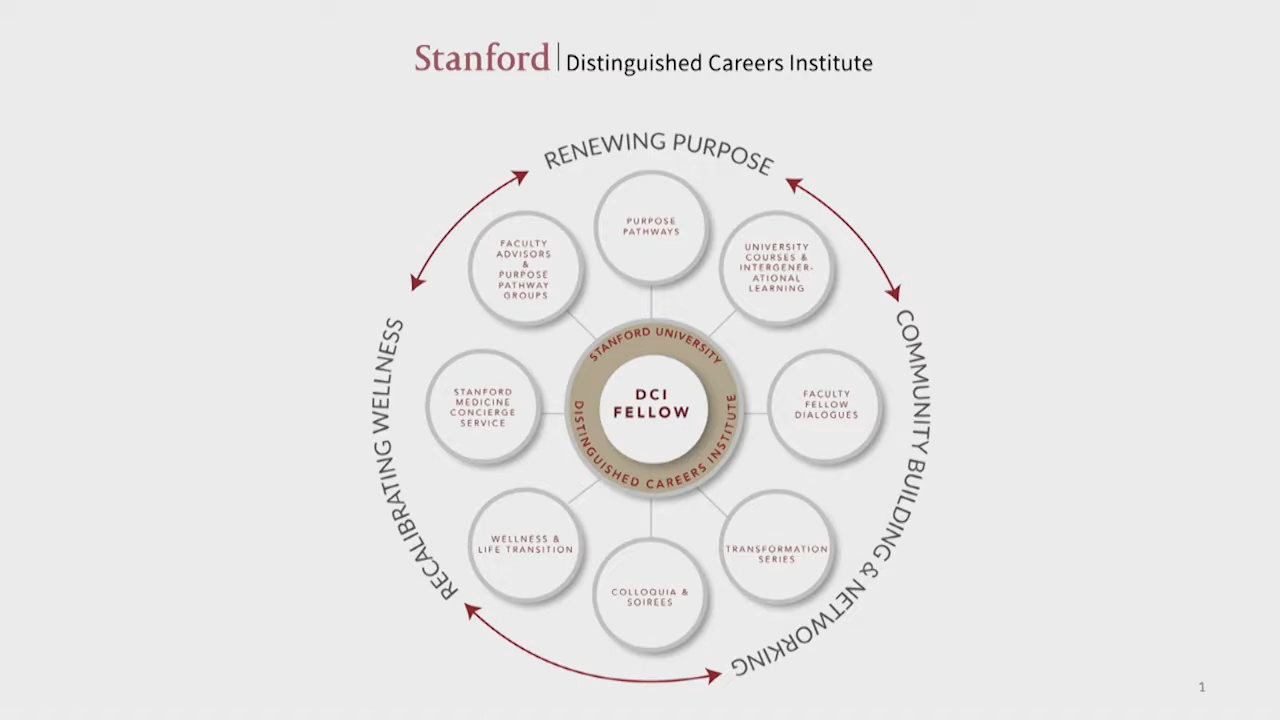 Stanford | Distinguished Careers Institute
RENEWING PURPOSE
PURPOSE
PATHWAYS
UNIVERSITY
COURSES &
INTERGENER-
ATIONAL
LEARNING
FACULTY
FELLOW
DIALOGUES
TRANSFORMATION
SERIES
COLLOQUIA &
SOIREES
WELLNESS &
LIFE TRANSITION
STANFORD
MEDICINE
CONCIERGE
SERVICE
FACULTY
ADVISORS
&
PURPOSE
PATHWAY
GROUPS
STANFORD UNIVERSITY
DCI
FELLOW
DISTINGUISHED CAREERS INSTITUTE
COMMUNITY BUILDING & NETWORKING
RECALIBRATING WELLNESS
1